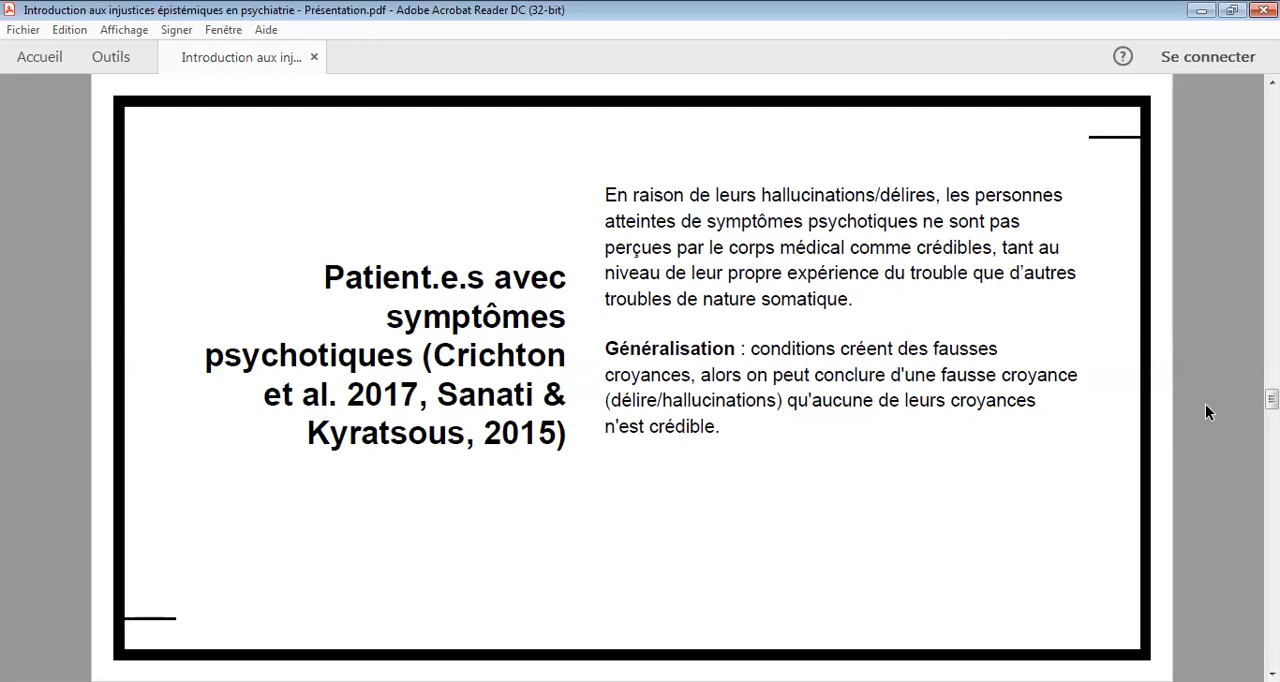 Introduction aux injustices épistémiques en psychiatrie - Présentation.pdf - Adobe Acrobat Reader DC (32-bit)
Fichier Edition Affichage Signer Fenêtre Aide
Accueil Outils Introduction aux inj... × ? Se connecter
Patient.e.s avec
symptômes
psychotiques (Crichton
et al. 2017, Sanati &
Kyratsous, 2015)
En raison de leurs hallucinations/délires, les personnes
atteintes de symptômes psychotiques ne sont pas
perçues par le corps médical comme crédibles, tant au
niveau de leur propre expérience du trouble que d'autres
troubles de nature somatique.
Généralisation : conditions créent des fausses
croyances, alors on peut conclure d'une fausse croyance
(délire/hallucinations) qu'aucune de leurs croyances
n'est crédible.